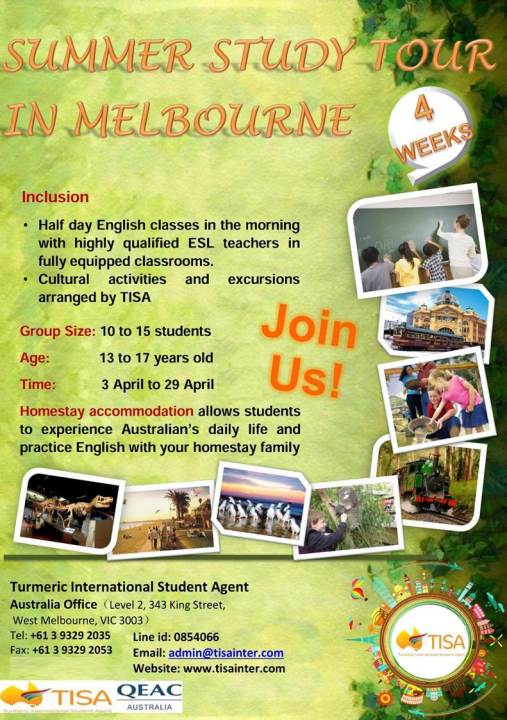 SUMMER STUDY TOUR
IN MELBOURNE
4
WEEKS
Inclusion
• Half day English classes in the morning
with highly qualified ESL teachers in
fully equipped classrooms.
• Cultural activities and excursions
arranged by TISA
Group Size: 10 to 15 students
Age: 13 to 17 years old
Time: 3 April to 29 April
Join
Us!
Homestay accommodation allows students
to experience Australian's daily life and
practice English with your homestay family
Turmeric International Student Agent
Australia Office（Level 2, 343 King Street,
West Melbourne, VIC 3003）
Tel: +61 3 9329 2035
Fax: +61 3 9329 2053
Line id: 0854066
Email: admin@tisainter.com
Website: www.tisainter.com
TISA
Turmeric International Student Agent
TISA
Turmeric International Student Agent
QEAC
AUSTRALIA